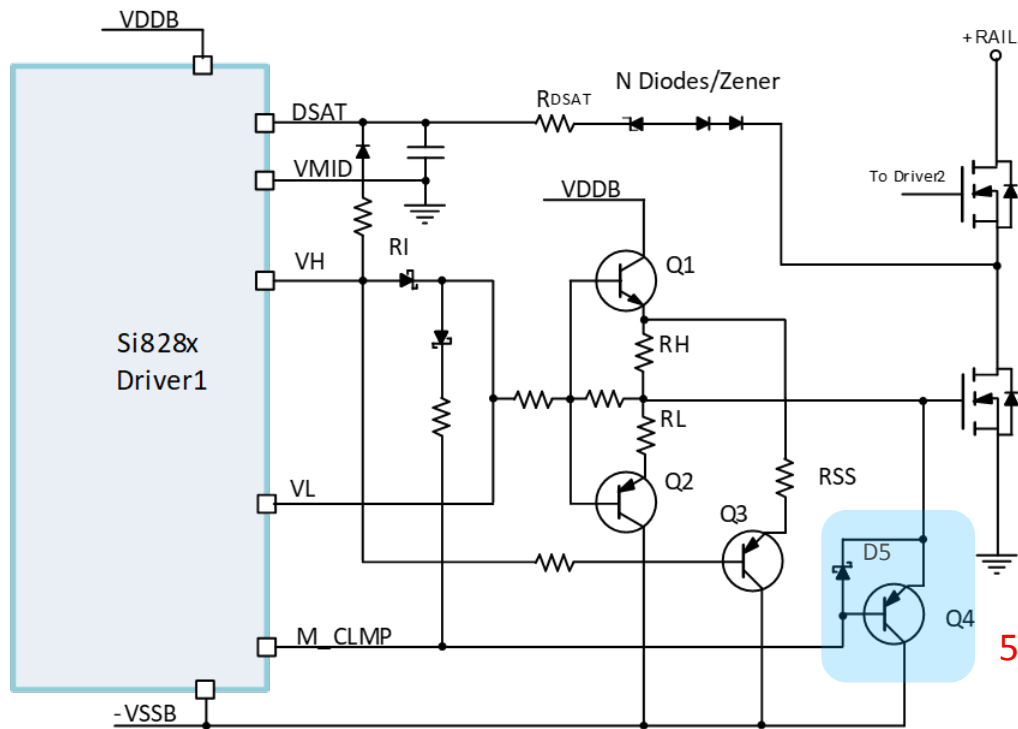 VDDB
+RAIL
N Diodes/Zener
RDSAT
DSAT
VMID
To Driver2
VDDB
RI
VH
Q1
Si828x
Driver1
RH
RL
VL
Q2
RSS
Q3
D5
Q4
M_CLMP
5
-VSSB